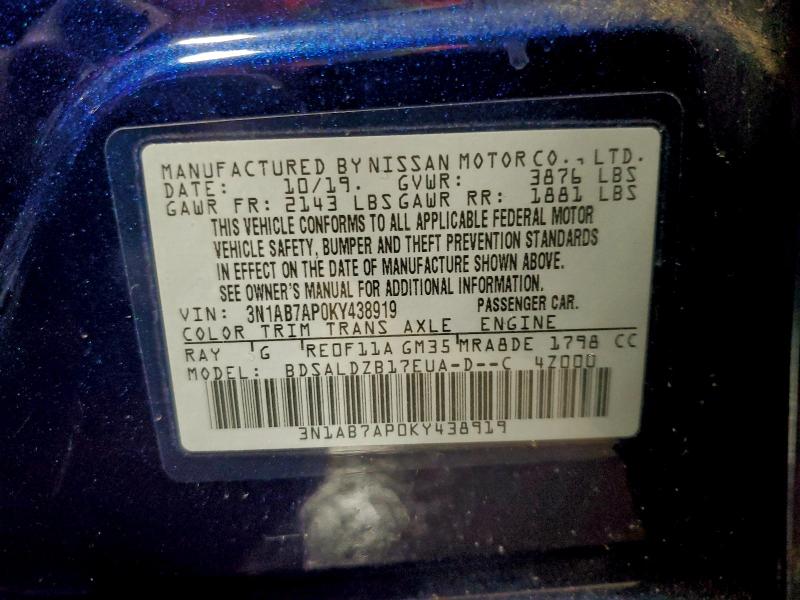 MANUFACTURED BY NISSAN MOTOR CO., LTD.
DATE: 10/19. GVWR: 3876 LBS
GAWR FR: 2143 LBS GAWR RR: 1881 LBS
THIS VEHICLE CONFORMS TO ALL APPLICABLE FEDERAL MOTOR
VEHICLE SAFETY, BUMPER AND THEFT PREVENTION STANDARDS
IN EFFECT ON THE DATE OF MANUFACTURE SHOWN ABOVE.
SEE OWNER'S MANUAL FOR ADDITIONAL INFORMATION.
VIN: 3N1AB7AP0KY438919 PASSENGER CAR.
COLOR TRIM TRANS AXLE ENGINE
RAY G RE0F11A GM35 MRA8DE 1798 CC
MODEL: BDSALDZB17EUA-D--C 4Z000
3N1AB7AP0KY438919